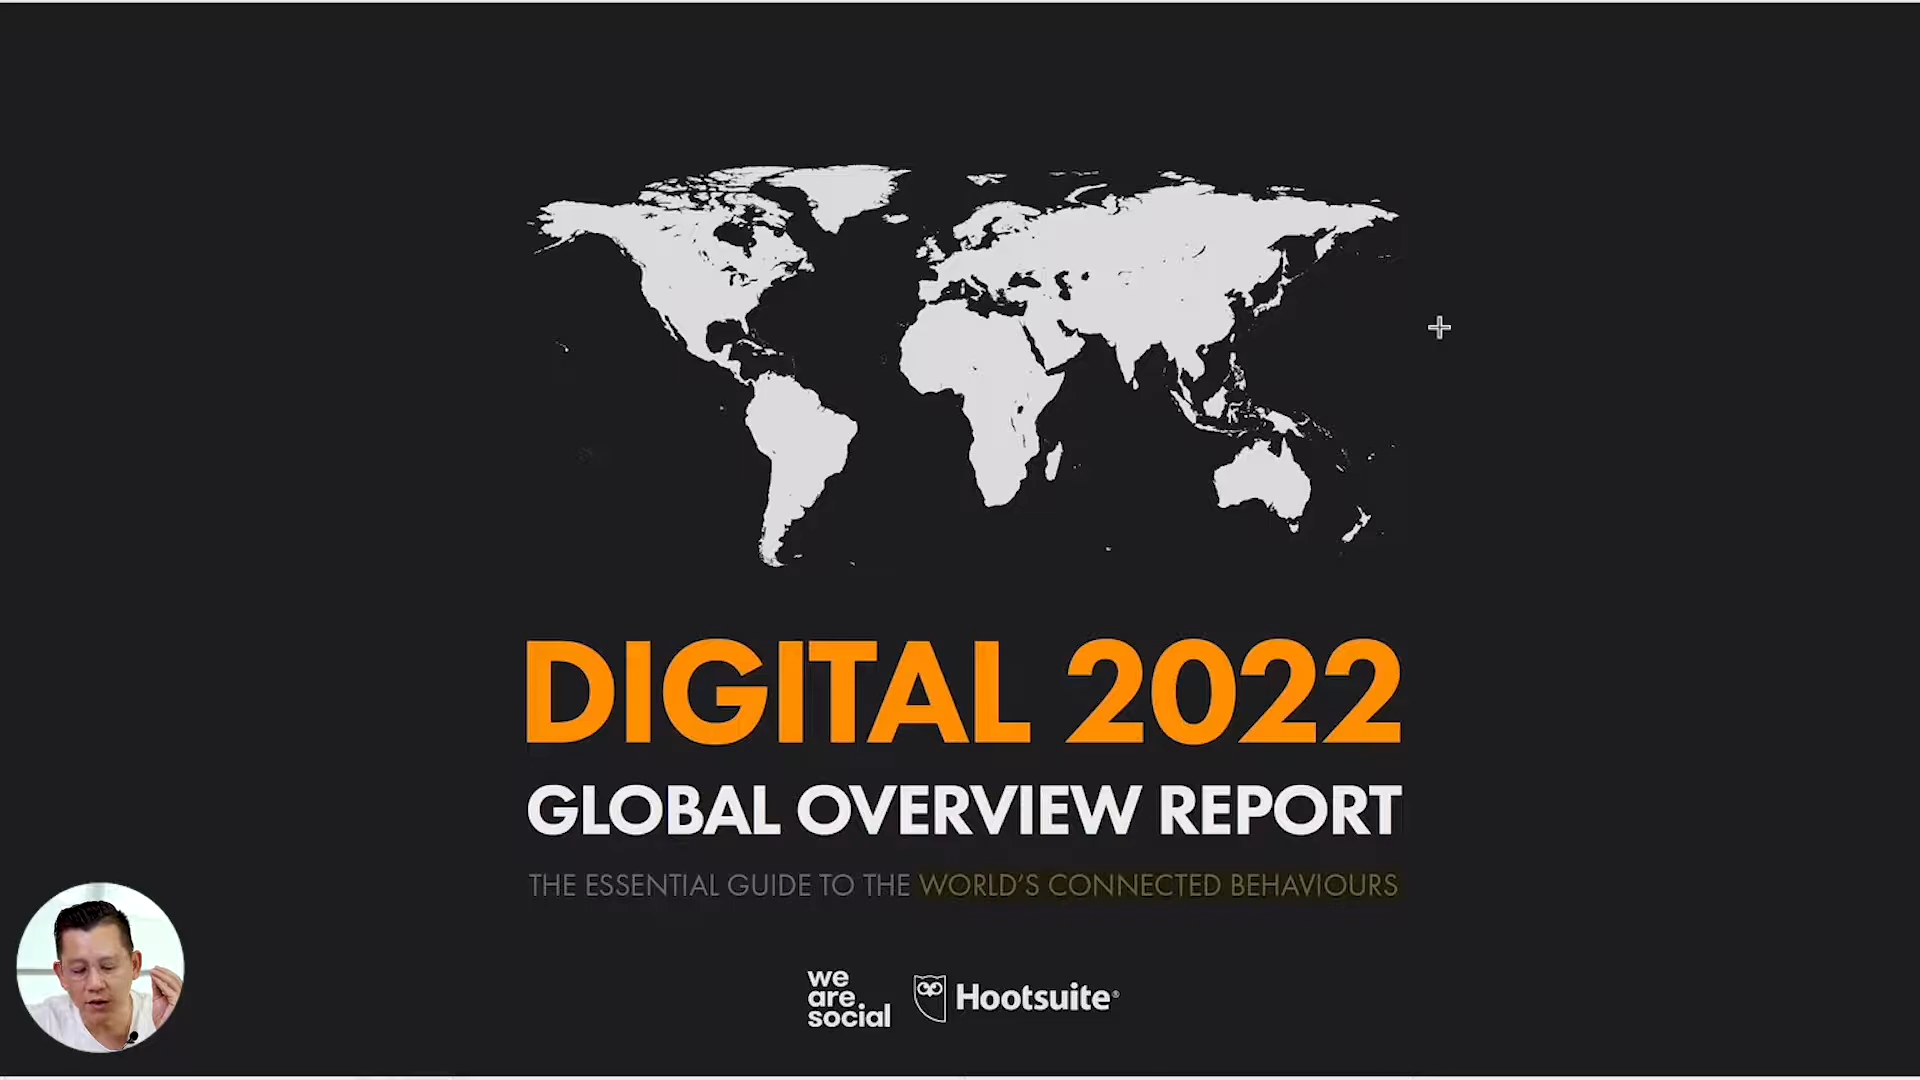 DIGITAL 2022
GLOBAL OVERVIEW REPORT
THE ESSENTIAL GUIDE TO THE WORLD'S CONNECTED BEHAVIOURS
we
are.
social
Hootsuite®